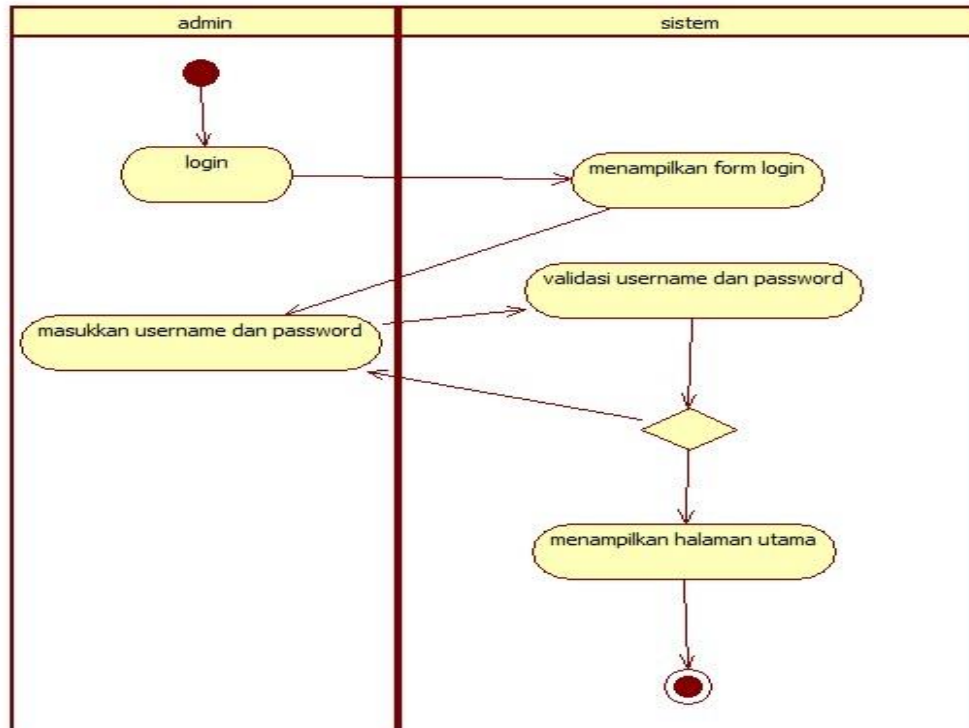 admin
sistem
login
menampilkan form login
validasi username dan password
masukkan username dan password
menampilkan halaman utama